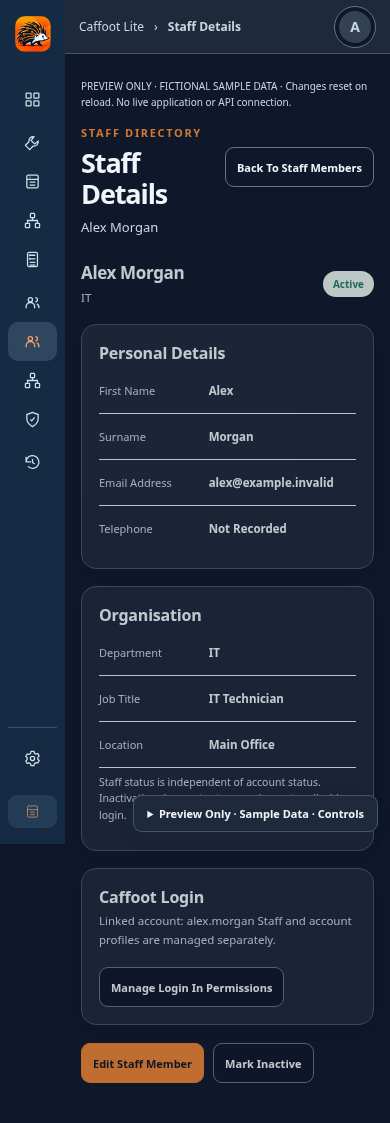 Caffoot Lite › Staff Details
A
PREVIEW ONLY · FICTIONAL SAMPLE DATA · Changes reset on
reload. No live application or API connection.
STAFF DIRECTORY
Staff
Details
Back To Staff Members
Alex Morgan
Alex Morgan
IT
Active
Personal Details
First Name Alex
Surname Morgan
Email Address alex@example.invalid
Telephone Not Recorded
Organisation
Department IT
Job Title IT Technician
Location Main Office
Staff status is independent of account status.
login.
▶ Preview Only · Sample Data · Controls
Caffoot Login
Linked account: alex.morgan Staff and account
profiles are managed separately.
Manage Login In Permissions
Edit Staff Member
Mark Inactive